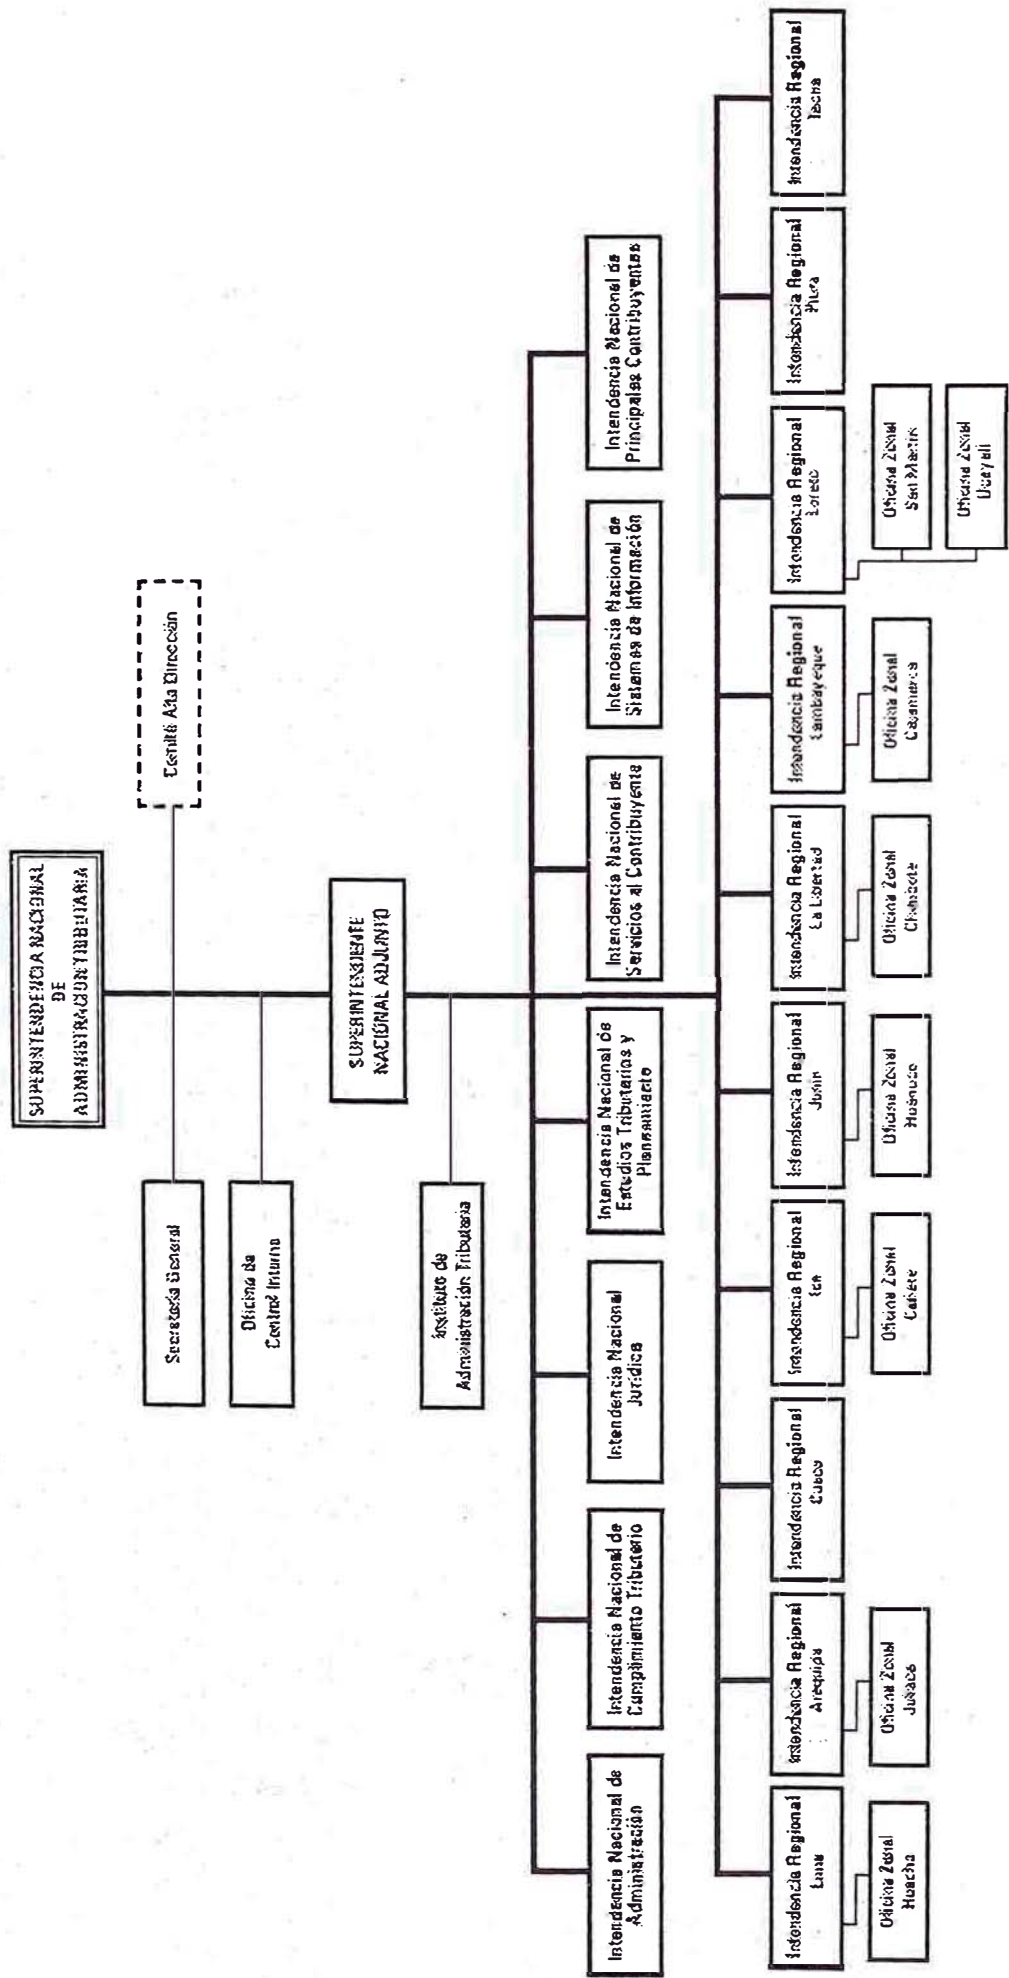 SUPERINTENDENCIA NACIONAL
DE
ADMINISTRACION TRIBUTARIA
Comité Alta Dirección
Secretaría General
Oficina de
Control Interno
SUPERINTENDENTE
NACIONAL ADJUNTO
Instituto de
Administración Tributaria
Intendencia Nacional de
Administración
Intendencia Nacional de
Cumplimiento Tributario
Intendencia Nacional
Jurídica
Intendencia Nacional de
Estudios Tributarios y
Planeamiento
Intendencia Nacional de
Servicios al Contribuyente
Intendencia Nacional de
Sistemas de Información
Intendencia Nacional de
Principales Contribuyentes
Intendencia Regional
Lima
Intendencia Regional
Arequipa
Intendencia Regional
Cusco
Intendencia Regional
Ica
Intendencia Regional
Junín
Intendencia Regional
La Libertad
Intendencia Regional
Lambayeque
Intendencia Regional
Loreto
Intendencia Regional
Piura
Intendencia Regional
Tacna
Oficina Zonal
Huacho
Oficina Zonal
Juliaca
Oficina Zonal
Cañete
Oficina Zonal
Huánuco
Oficina Zonal
Chimbote
Oficina Zonal
Cajamarca
Oficina Zonal
San Martín
Oficina Zonal
Ucayali